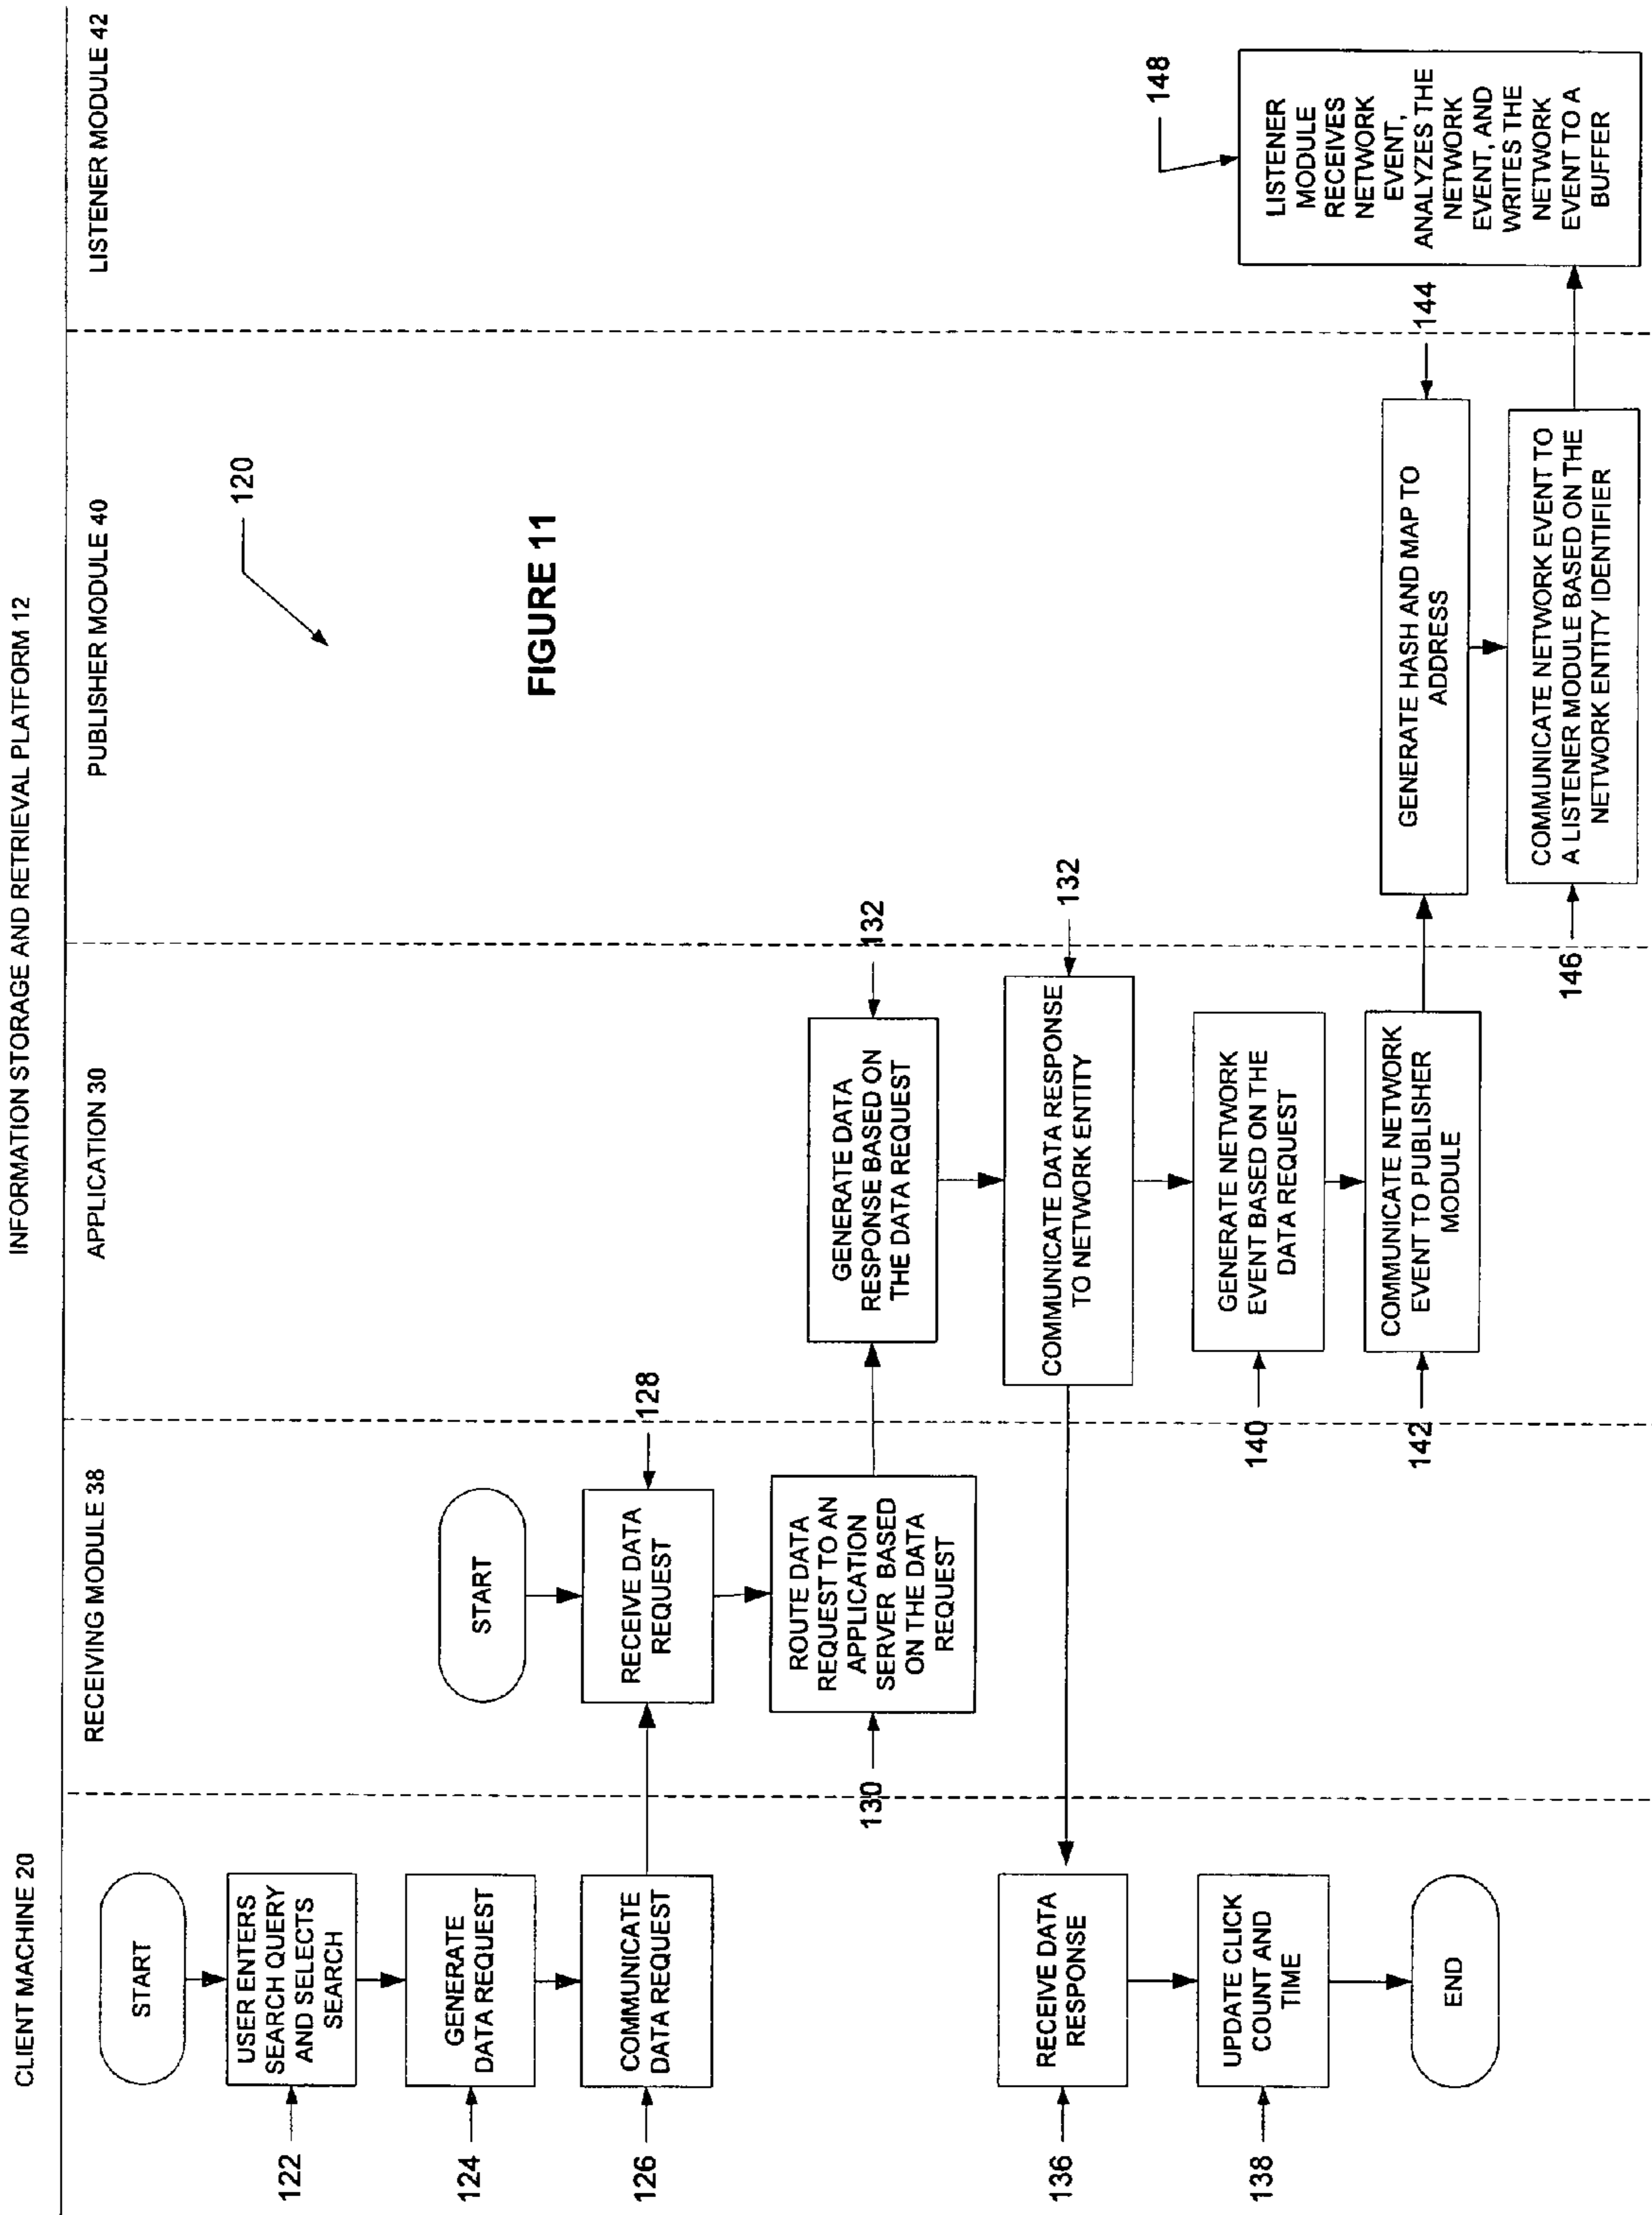 INFORMATION STORAGE AND RETRIEVAL PLATFORM 12
CLIENT MACHINE 20
RECEIVING MODULE 38
APPLICATION 30
PUBLISHER MODULE 40
LISTENER MODULE 42
120
FIGURE 11
START
122
USER ENTERS
SEARCH QUERY
AND SELECTS
SEARCH
124
GENERATE
DATA REQUEST
126
COMMUNICATE
DATA REQUEST
START
128
RECEIVE DATA
REQUEST
130
ROUTE DATA
REQUEST TO AN
APPLICATION
SERVER BASED
ON THE DATA
REQUEST
132
GENERATE DATA
RESPONSE BASED ON
THE DATA REQUEST
132
COMMUNICATE DATA RESPONSE
TO NETWORK ENTITY
136
RECEIVE DATA
RESPONSE
138
UPDATE CLICK
COUNT AND
TIME
END
140
GENERATE NETWORK
EVENT BASED ON THE
DATA REQUEST
142
COMMUNICATE NETWORK
EVENT TO PUBLISHER
MODULE
144
GENERATE HASH AND MAP TO
ADDRESS
146
COMMUNICATE NETWORK EVENT TO
A LISTENER MODULE BASED ON THE
NETWORK ENTITY IDENTIFIER
148
LISTENER
MODULE
RECEIVES
NETWORK
EVENT,
ANALYZES THE
NETWORK
EVENT, AND
WRITES THE
NETWORK
EVENT TO A
BUFFER